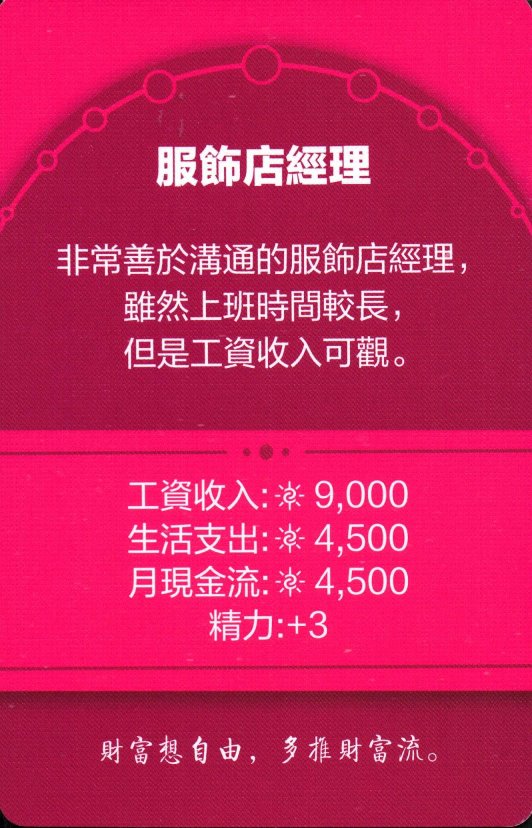 服飾店經理
非常善於溝通的服飾店經理，
雖然上班時間較長，
但是工資收入可觀。
工資收入: 9,000
生活支出: 4,500
月現金流: 4,500
精力:+3
財富想自由，多推財富流。